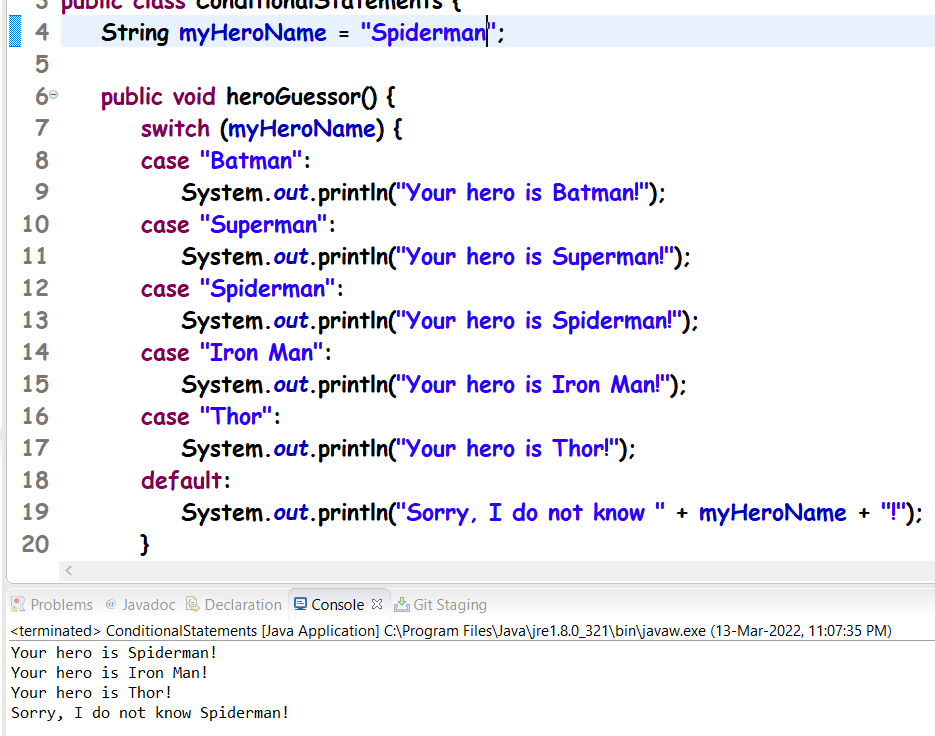 3 public class ConditionalStatements {
4 String myHeroName = "Spiderman";
5
6 public void heroGuessor() {
7 switch (myHeroName) {
8 case "Batman":
9 System.out.println("Your hero is Batman!");
10 case "Superman":
11 System.out.println("Your hero is Superman!");
12 case "Spiderman":
13 System.out.println("Your hero is Spiderman!");
14 case "Iron Man":
15 System.out.println("Your hero is Iron Man!");
16 case "Thor":
17 System.out.println("Your hero is Thor!");
18 default:
19 System.out.println("Sorry, I do not know " + myHeroName + "!");
20 }
Problems @ Javadoc Declaration Console Git Staging
<terminated> ConditionalStatements [Java Application] C:\Program Files\Java\jre1.8.0_321\bin\javaw.exe (13-Mar-2022, 11:07:35 PM)
Your hero is Spiderman!
Your hero is Iron Man!
Your hero is Thor!
Sorry, I do not know Spiderman!